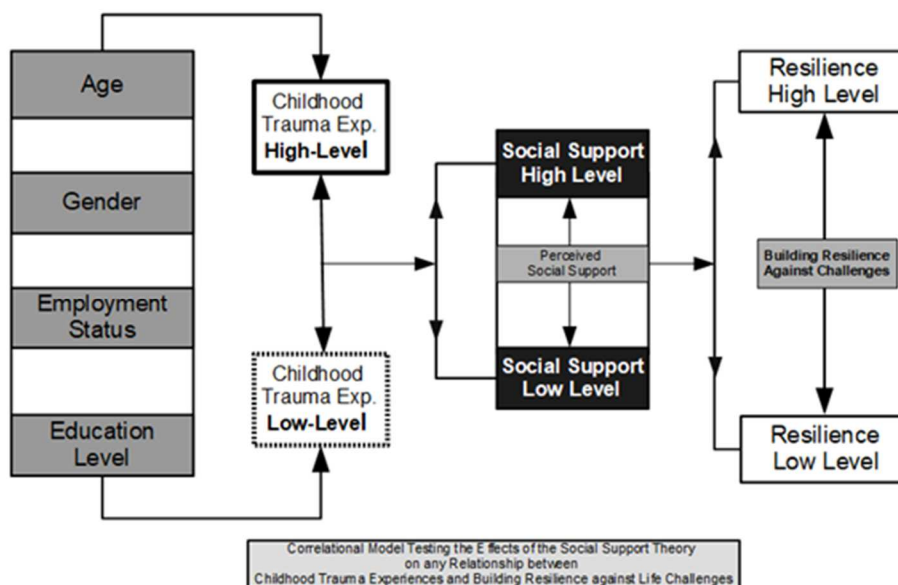 Age
Gender
Employment
Status
Education
Level
Childhood
Trauma Exp.
High-Level
Childhood
Trauma Exp.
Low-Level
Social Support
High Level
Perceived
Social Support
Social Support
Low Level
Resilience
High Level
Building Resilience
Against Challenges
Resilience
Low Level
Correlational Model Testing the Effects of the Social Support Theory
on any Relationship between
Childhood Trauma Experiences and Building Resilience against Life Challenges